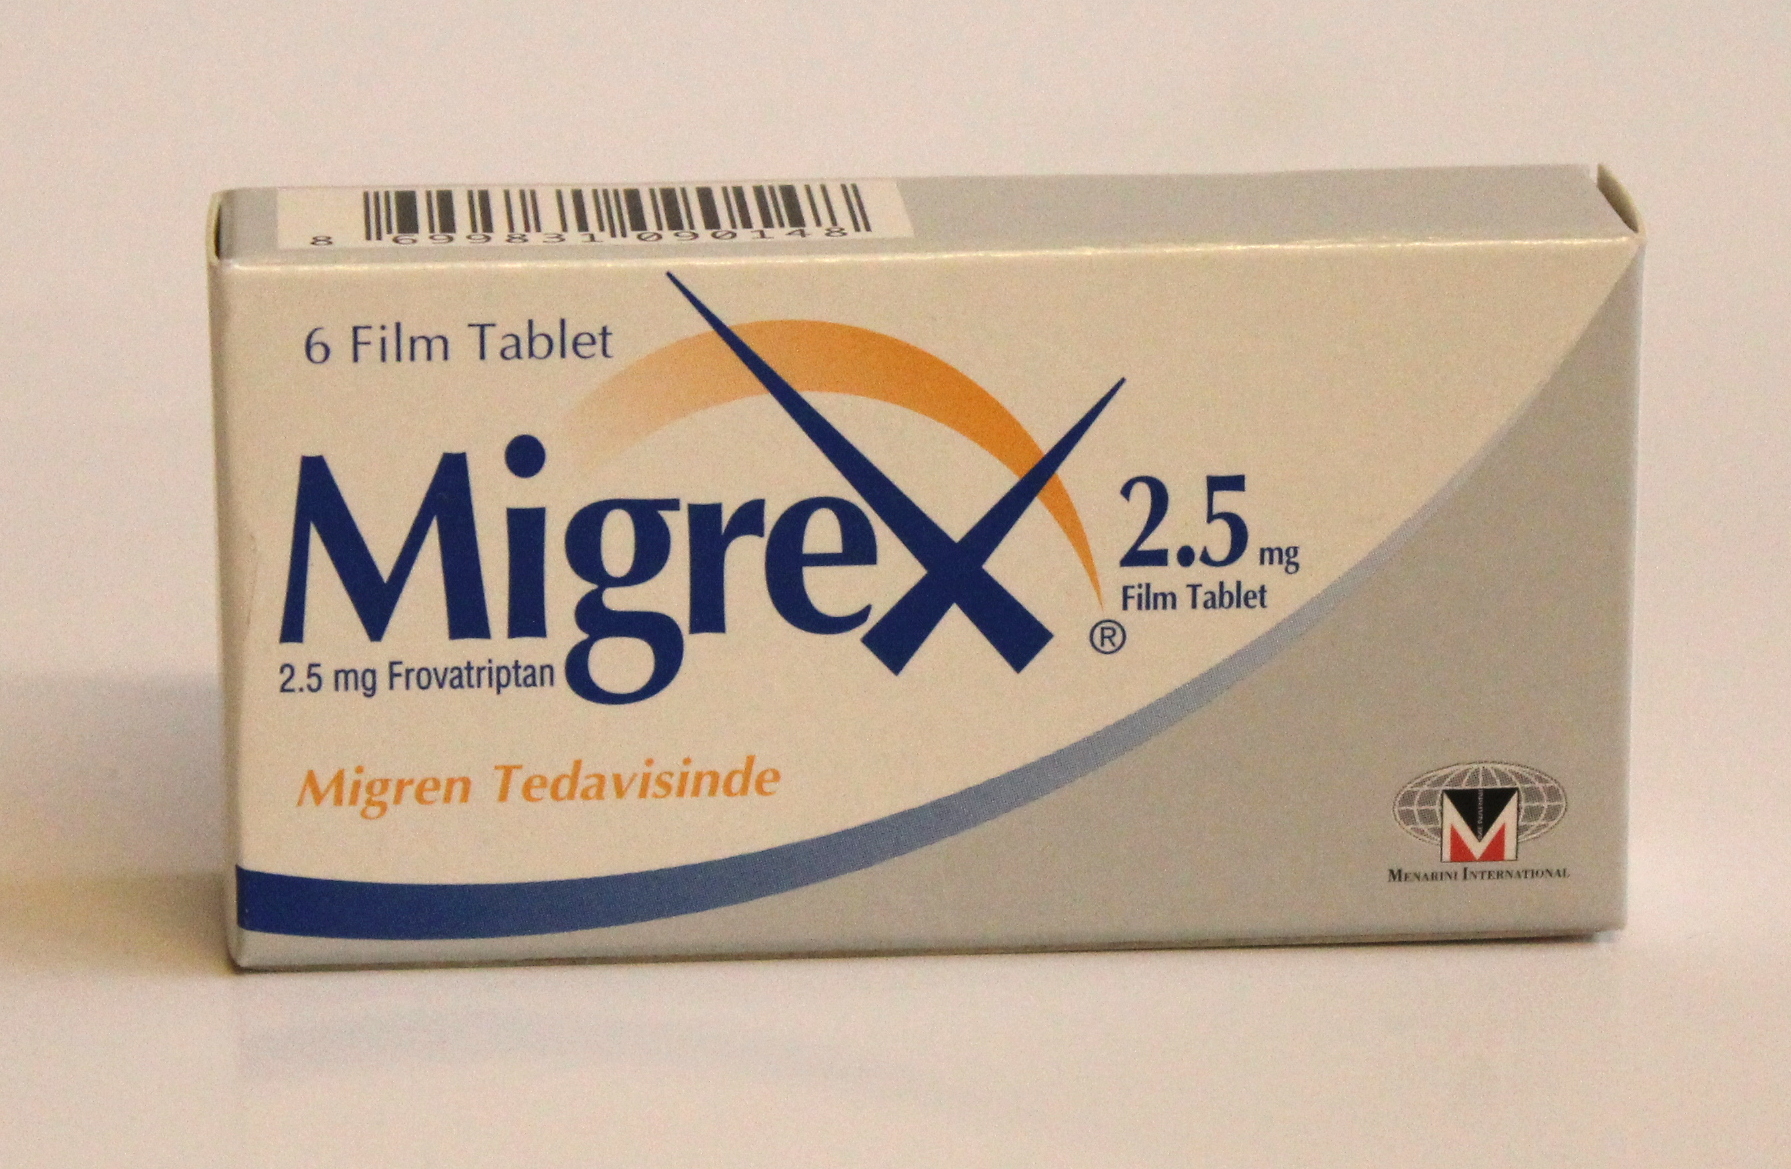 8 699831 090148
6 Film Tablet
Migrex ®
2.5 mg
Film Tablet
2.5 mg Frovatriptan
Migren Tedavisinde
MENARINI INTERNATIONAL